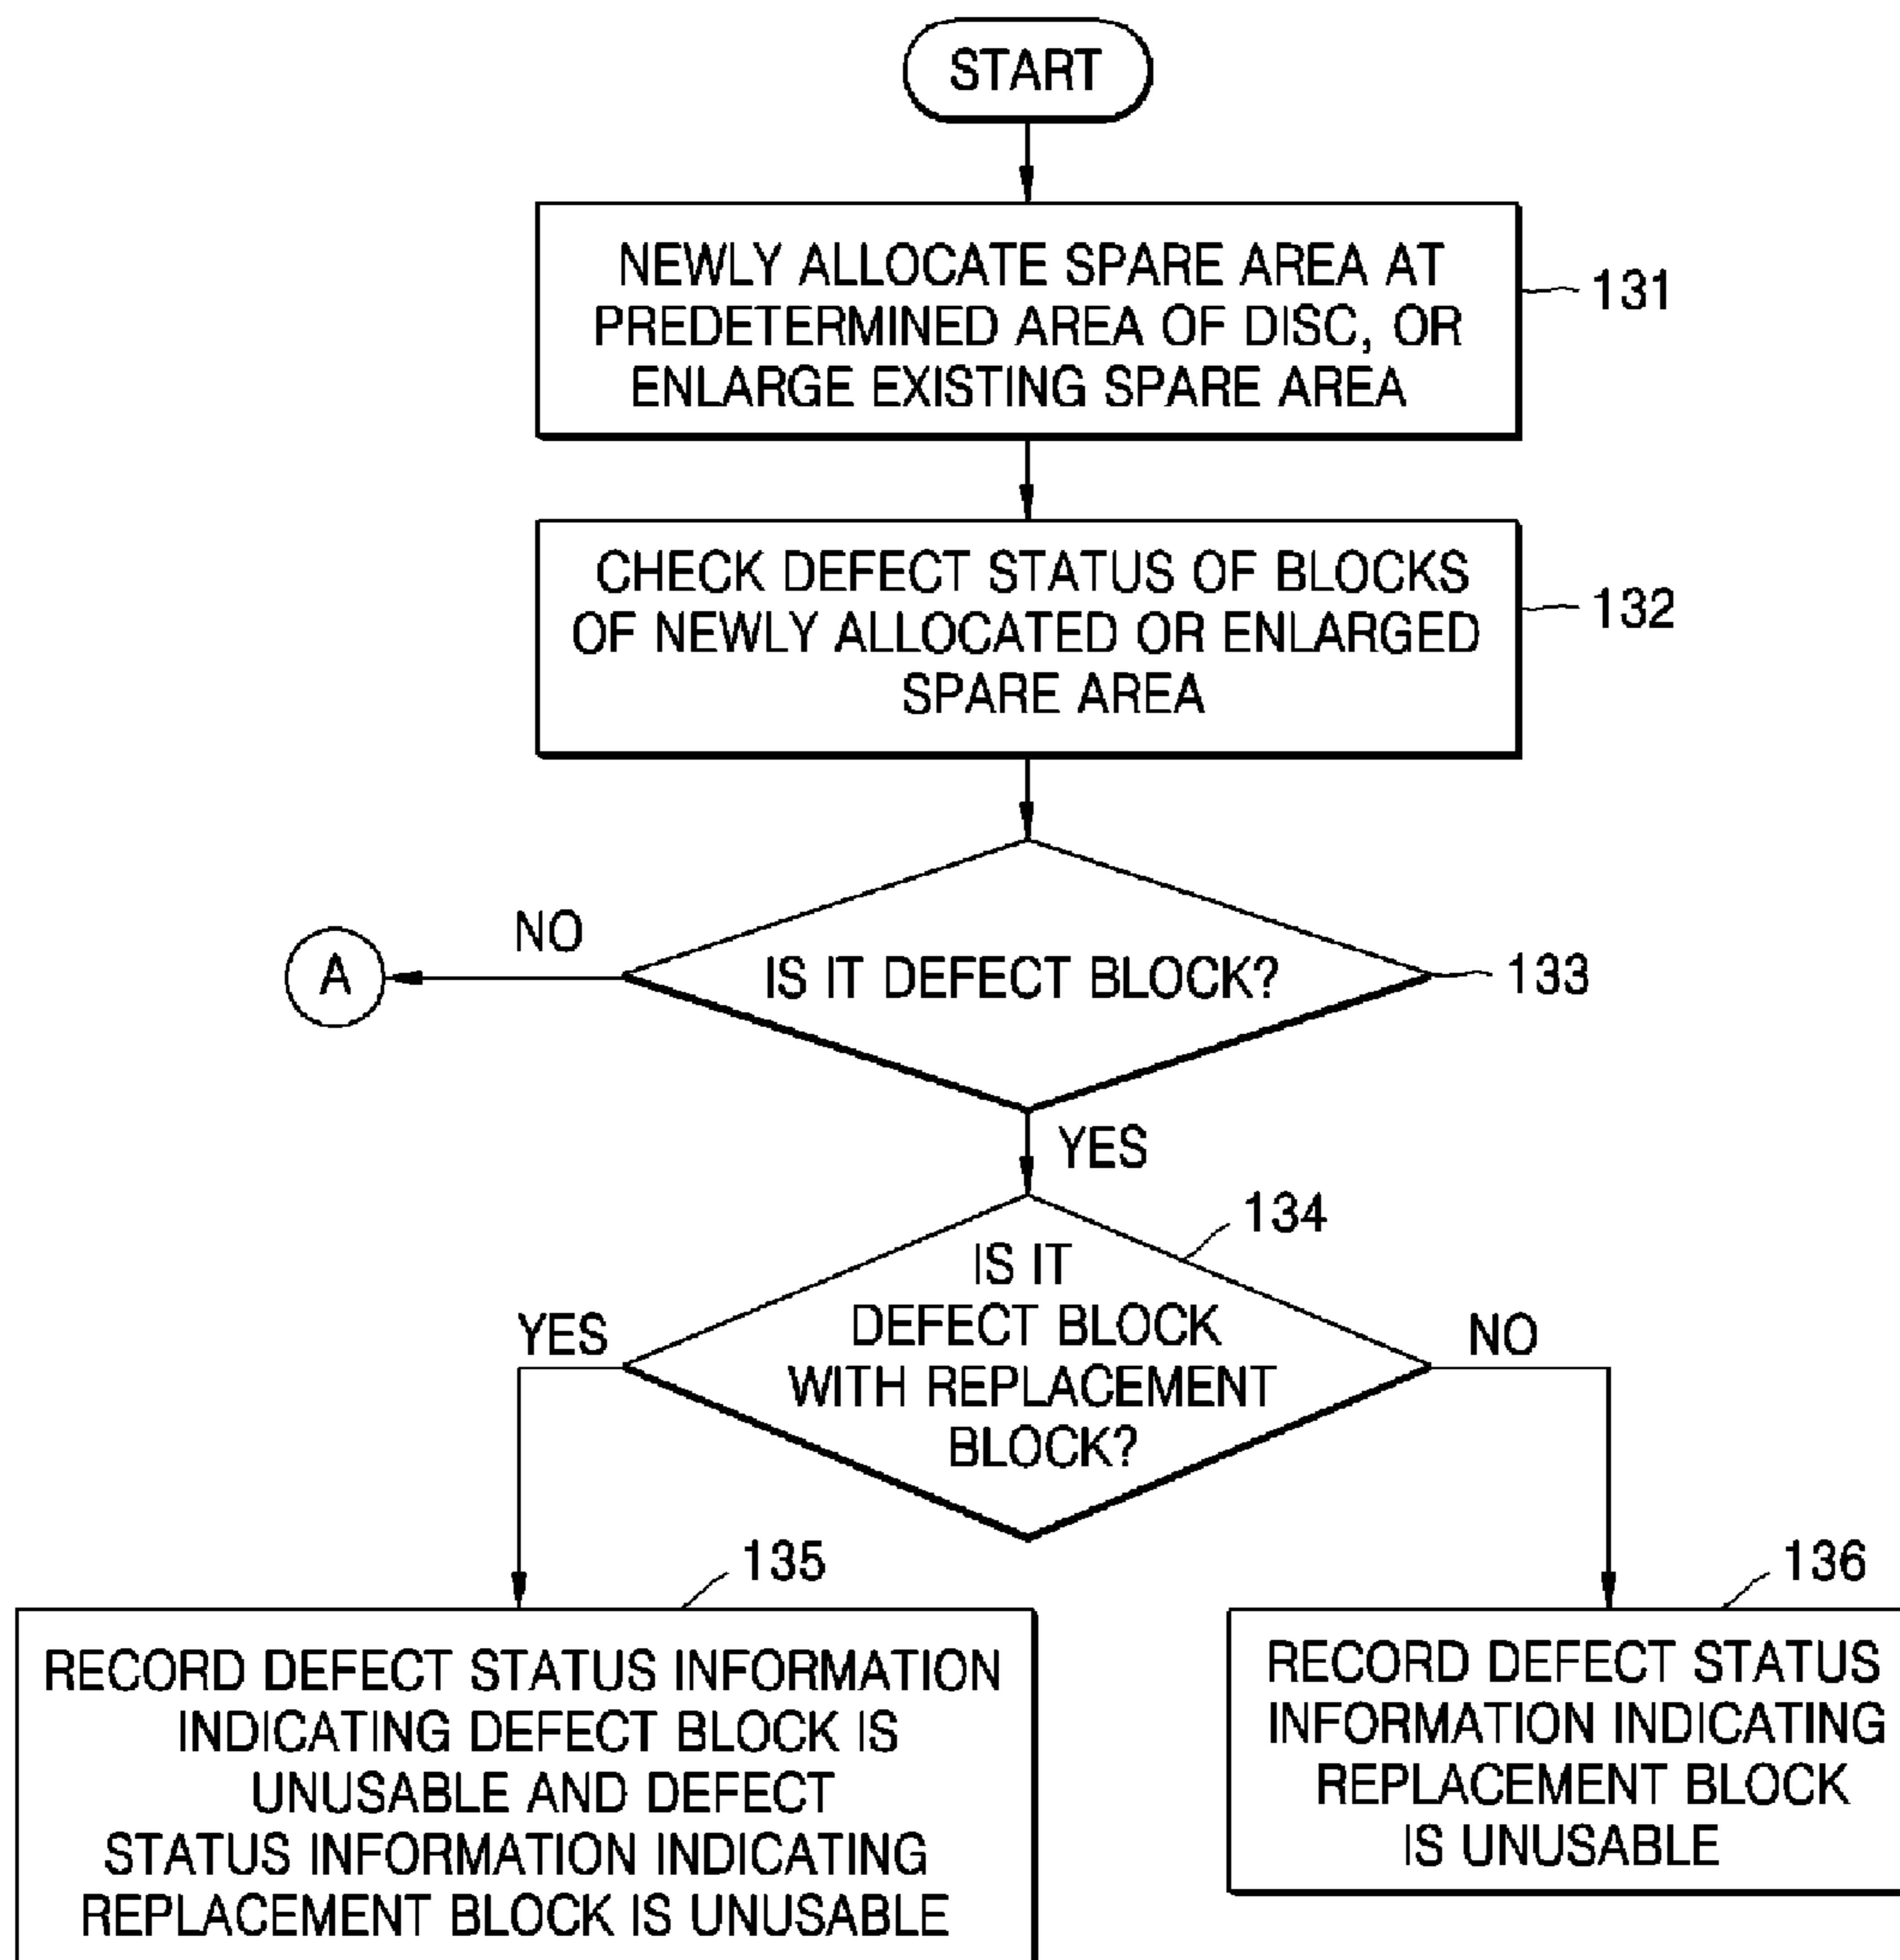 START
NEWLY ALLOCATE SPARE AREA AT
PREDETERMINED AREA OF DISC, OR
ENLARGE EXISTING SPARE AREA
131
CHECK DEFECT STATUS OF BLOCKS
OF NEWLY ALLOCATED OR ENLARGED
SPARE AREA
132
NO
A
IS IT DEFECT BLOCK?
133
YES
134
IS IT
DEFECT BLOCK
WITH REPLACEMENT
BLOCK?
YES
NO
135
RECORD DEFECT STATUS INFORMATION
INDICATING DEFECT BLOCK IS
UNUSABLE AND DEFECT
STATUS INFORMATION INDICATING
REPLACEMENT BLOCK IS UNUSABLE
136
RECORD DEFECT STATUS
INFORMATION INDICATING
REPLACEMENT BLOCK
IS UNUSABLE